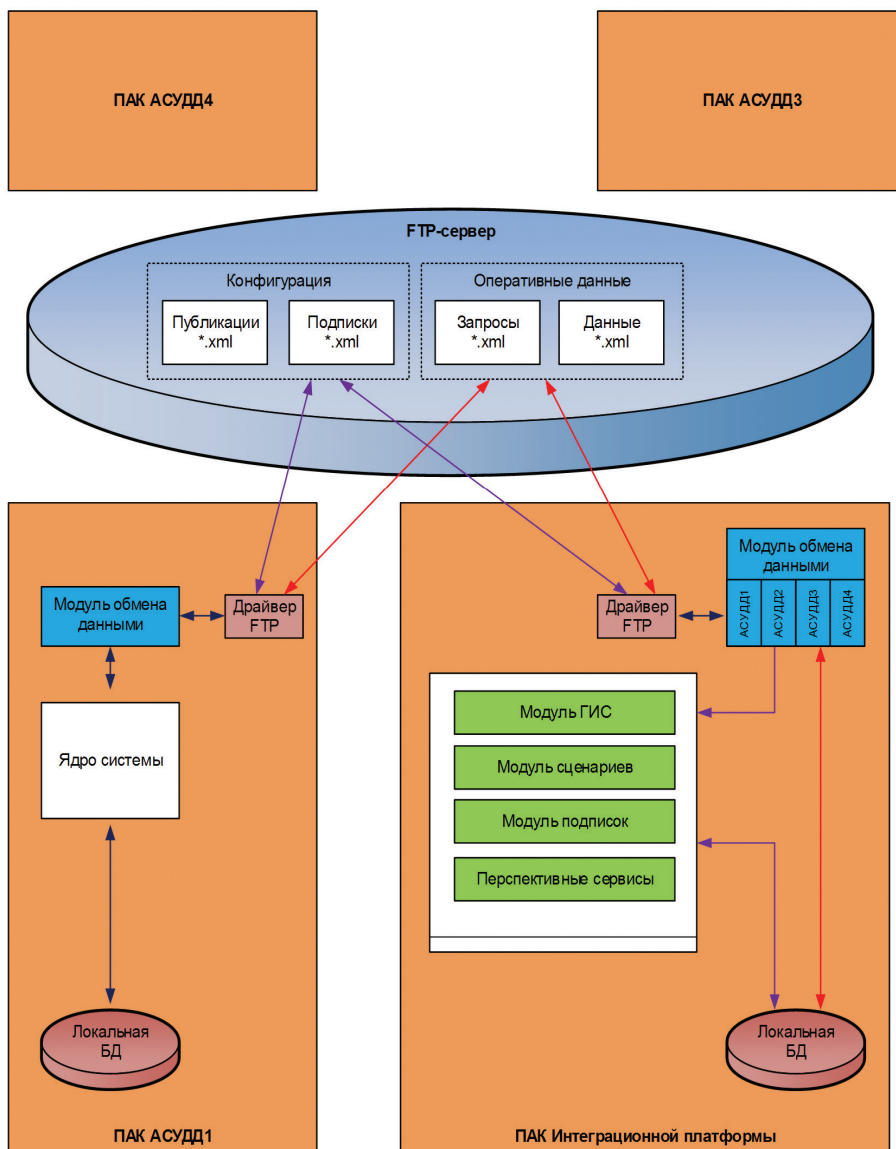 ПАК АСУДД4
ПАК АСУДД3
FTP-сервер
Конфигурация
Оперативные данные
Публикации
*.xml
Подписки
*.xml
Запросы
*.xml
Данные
*.xml
Модуль обмена
данными
Драйвер
FTP
Ядро системы
Локальная
БД
ПАК АСУДД1
Модуль обмена
данными
АСУДД1
АСУДД2
АСУДД3
АСУДД4
Драйвер
FTP
Модуль ГИС
Модуль сценариев
Модуль подписок
Перспективные сервисы
Локальная
БД
ПАК Интеграционной платформы